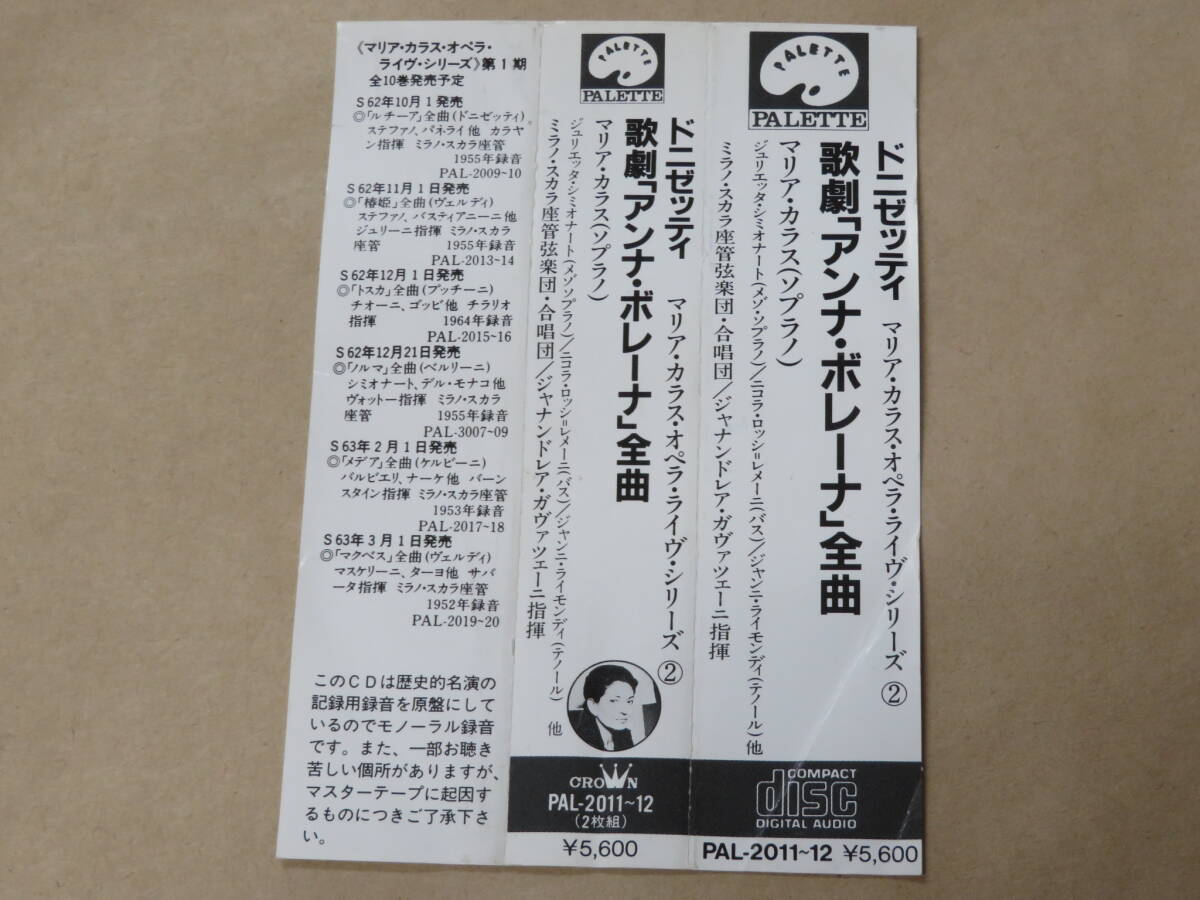 《マリア・カラス・オペラ・
ライヴ・シリーズ》第1期
全10巻発売予定
S62年10月1発売
◎「ルチーア」全曲(ドニゼッティ)
ステファノ、パネライ他 カラヤ
ン指揮 ミラノ・スカラ座管
1955年録音
PAL-2009~10
S62年11月1日発売
◎「椿姫」全曲(ヴェルディ)
ステファノ、バスティアニーニ他
ジュリーニ指揮 ミラノ・スカラ
座管 1955年録音
PAL-2013~14
S62年12月1日発売
◎「トスカ」全曲(プッチーニ)
チオーニ、ゴッビ他 チラリオ
指揮 1964年録音
PAL-2015~16
S62年12月21日発売
◎「ノルマ」全曲(ベルリーニ)
シミオナート、デル・モナコ他
ヴォットー指揮 ミラノ・スカラ
座管 1955年録音
PAL-3007~09
S63年2月1日発売
◎「メデア」全曲(ケルビーニ)
バルビエリ、ナーケ他 バーン
スタイン指揮 ミラノ・スカラ座管
1953年録音
PAL-2017~18
S63年3月1日発売
◎「マクベス」全曲(ヴェルディ)
マスケリーニ、ターヨ他 サバ
ータ指揮 ミラノ・スカラ座管
1952年録音
PAL-2019~20
このCDは歴史的名演の
記録用録音を原盤にして
いるのでモノーラル録音
です。また、一部お聴き
苦しい個所がありますが、
マスターテープに起因す
るものにつきご了承下さ
い。
PALETTE
PALETTE
ドニゼッティ マリア・カラス・オペラ・ライヴ・シリーズ②
歌劇「アンナ・ボレーナ」全曲
マリア・カラス(ソプラノ)
ジュリエッタ・シミオナート(メゾソプラノ)/ニコラ・ロッシ=レメーニ(バス)/ジャンニ・ライモンディ(テノール) 他
ミラノ・スカラ座管弦楽団・合唱団/ジャナンドレア・ガヴァツェーニ指揮
CROWN
PAL-2011~12
(2枚組)
¥5,600
PALETTE
PALETTE
ドニゼッティ マリア・カラス・オペラ・ライヴ・シリーズ②
歌劇「アンナ・ボレーナ」全曲
マリア・カラス(ソプラノ)
ジュリエッタ・シミオナート(メゾ・ソプラノ)/ニコラ・ロッシ=レメーニ(バス)/ジャンニ・ライモンディ(テノール)他
ミラノ・スカラ座管弦楽団・合唱団/ジャナンドレア・ガヴァツェーニ指揮
COMPACT
disc
DIGITAL AUDIO
PAL-2011~12 ¥5,600